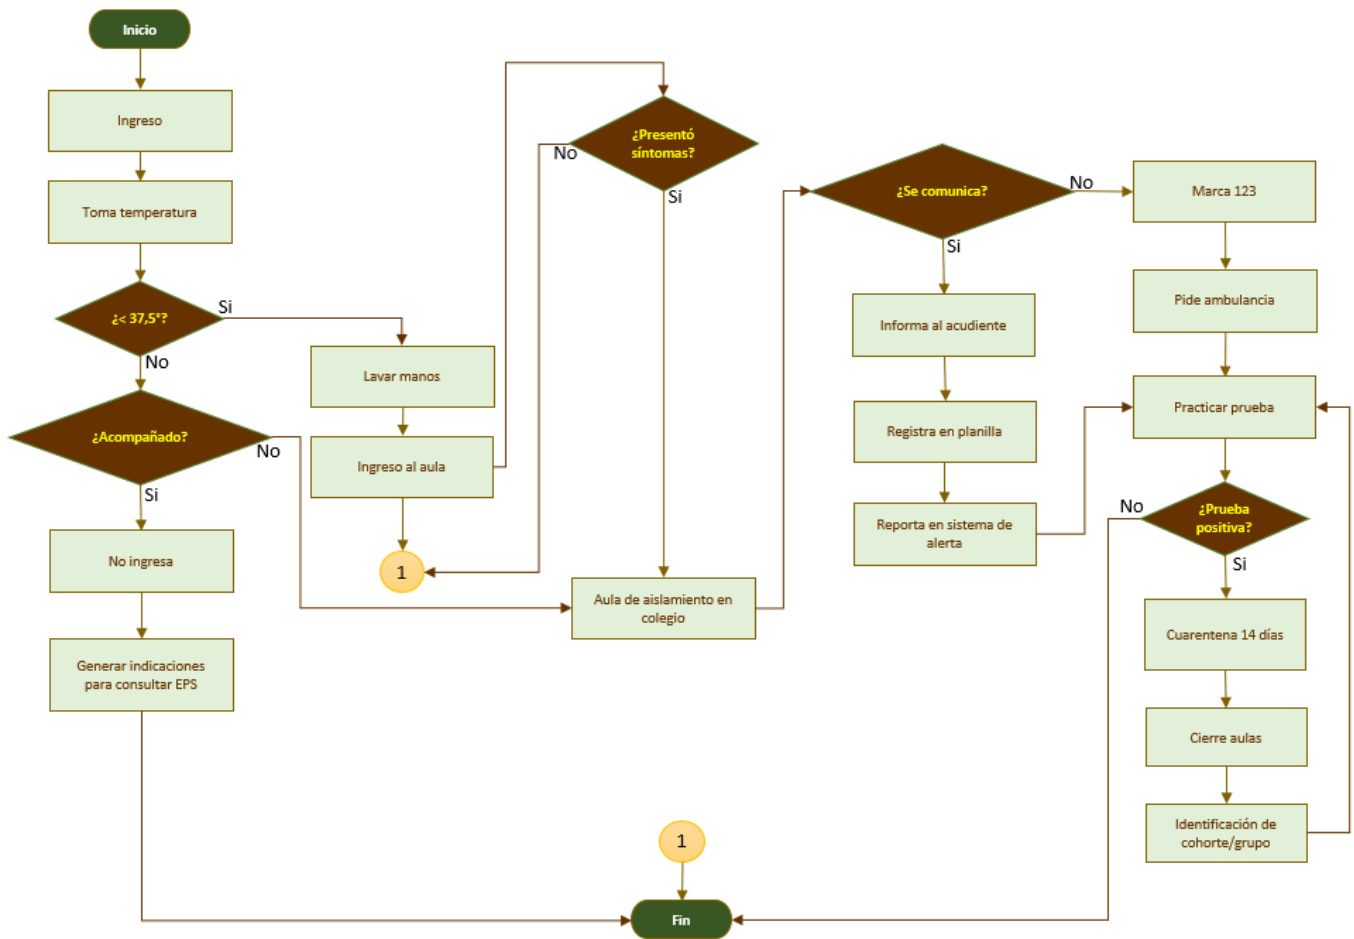 Inicio
Ingreso
Toma temperatura
¿< 37,5°?
Si
No
¿Acompañado?
No
Si
No ingresa
Generar indicaciones
para consultar EPS
Lavar manos
Ingreso al aula
1
¿Presentó
síntomas?
No
Si
Aula de aislamiento en
colegio
¿Se comunica?
No
Si
Informa al acudiente
Registra en planilla
Reporta en sistema de
alerta
Marca 123
Pide ambulancia
Practicar prueba
¿Prueba
positiva?
No
Si
Cuarentena 14 días
Cierre aulas
Identificación de
cohorte/grupo
1
Fin